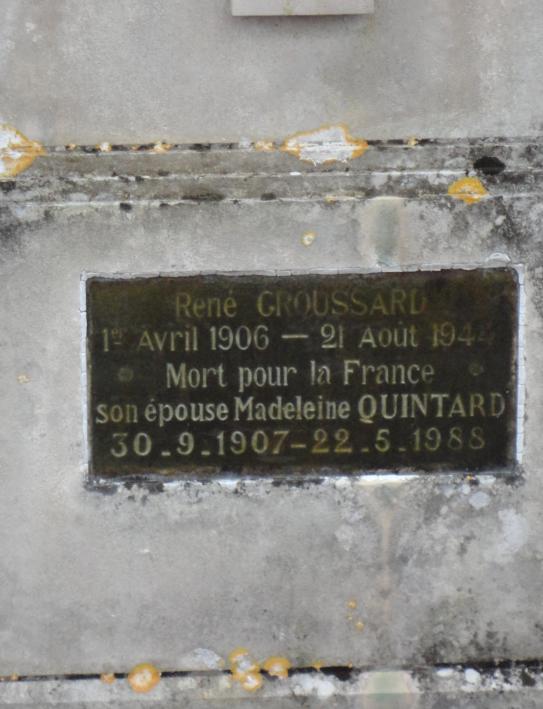 René GROUSSARD
1er Avril 1906 — 21 Août 1944
Mort pour la France
son épouse Madeleine QUINTARD
30.9.1907-22.5.1988